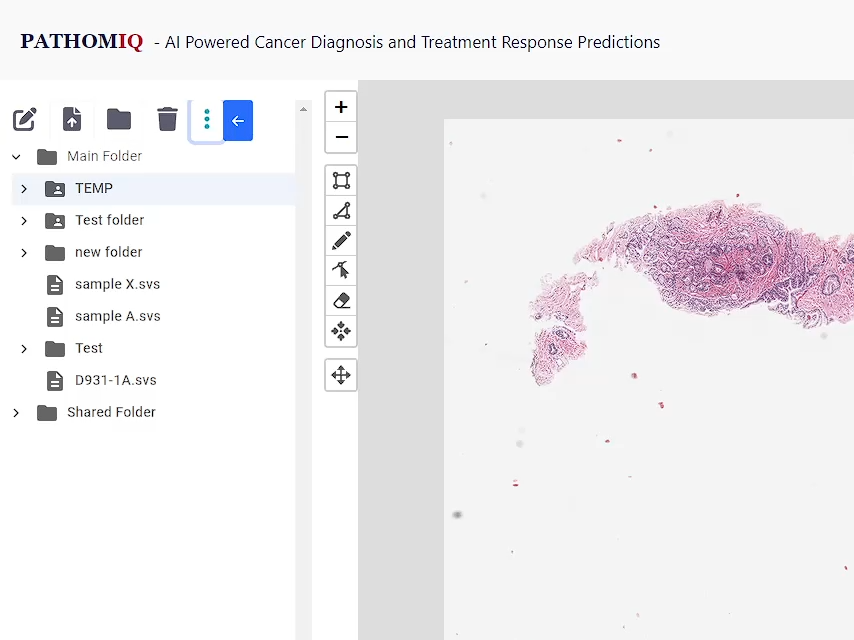 PATHOMIQ - AI Powered Cancer Diagnosis and Treatment Response Predictions
Main Folder
TEMP
Test folder
new folder
sample X.svs
sample A.svs
Test
D931-1A.svs
Shared Folder